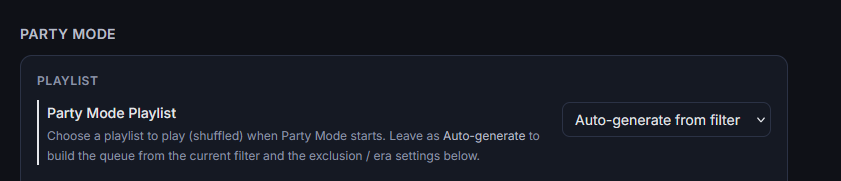 PARTY MODE
PLAYLIST
Party Mode Playlist
Choose a playlist to play (shuffled) when Party Mode starts. Leave as Auto-generate to
build the queue from the current filter and the exclusion / era settings below.
Auto-generate from filter